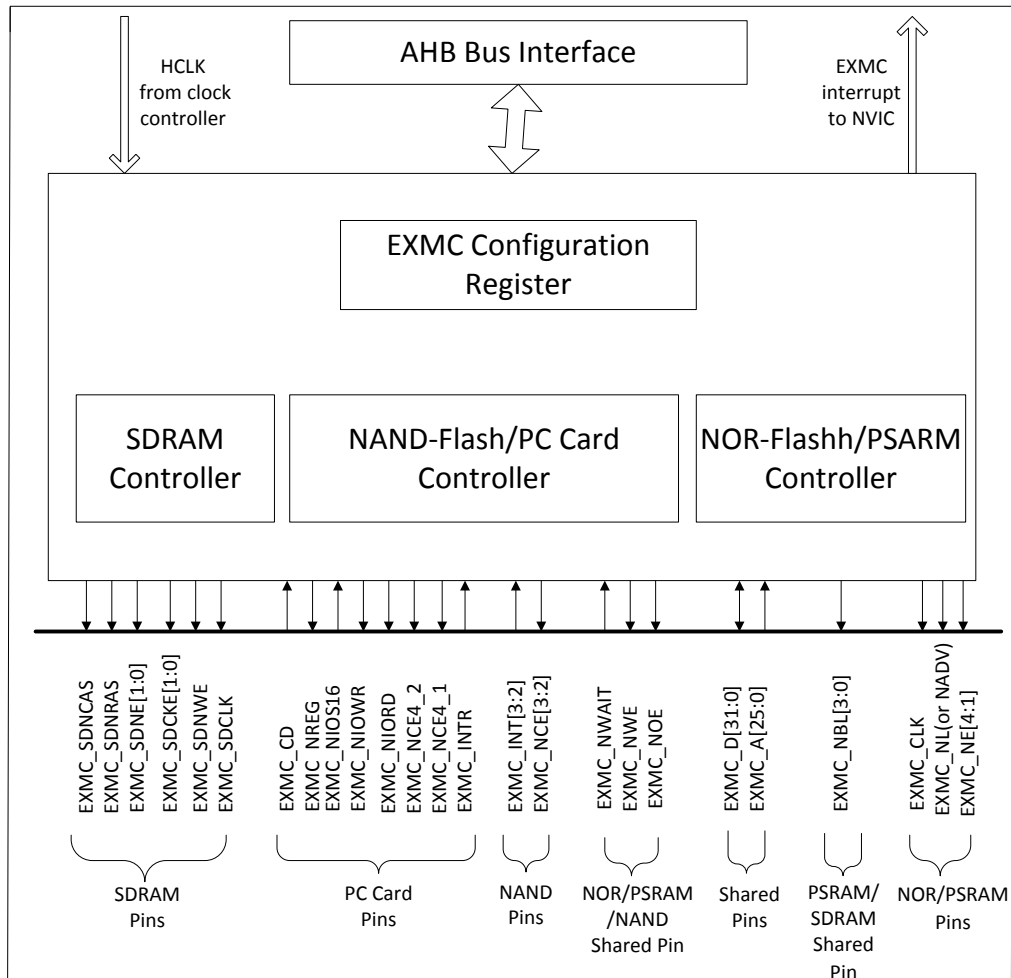 HCLK
from clock
controller
AHB Bus Interface
EXMC
interrupt
to NVIC
EXMC Configuration
Register
SDRAM
Controller
NAND-Flash/PC Card
Controller
NOR-Flashh/PSARM
Controller
EXMC_SDNCAS
EXMC_SDNRAS
EXMC_SDNE[1:0]
EXMC_SDCKE[1:0]
EXMC_SDNWE
EXMC_SDCLK
EXMC_CD
EXMC_NREG
EXMC_NIOS16
EXMC_NIOWR
EXMC_NIORD
EXMC_NCE4_2
EXMC_NCE4_1
EXMC_INTR
EXMC_INT[3:2]
EXMC_NCE[3:2]
EXMC_NWAIT
EXMC_NWE
EXMC_NOE
EXMC_D[31:0]
EXMC_A[25:0]
EXMC_NBL[3:0]
EXMC_CLK
EXMC_NL(or NADV)
EXMC_NE[4:1]
SDRAM
Pins
PC Card
Pins
NAND
Pins
NOR/PSRAM
/NAND
Shared Pin
Shared
Pins
PSRAM/
SDRAM
Shared
Pin
NOR/PSRAM
Pins